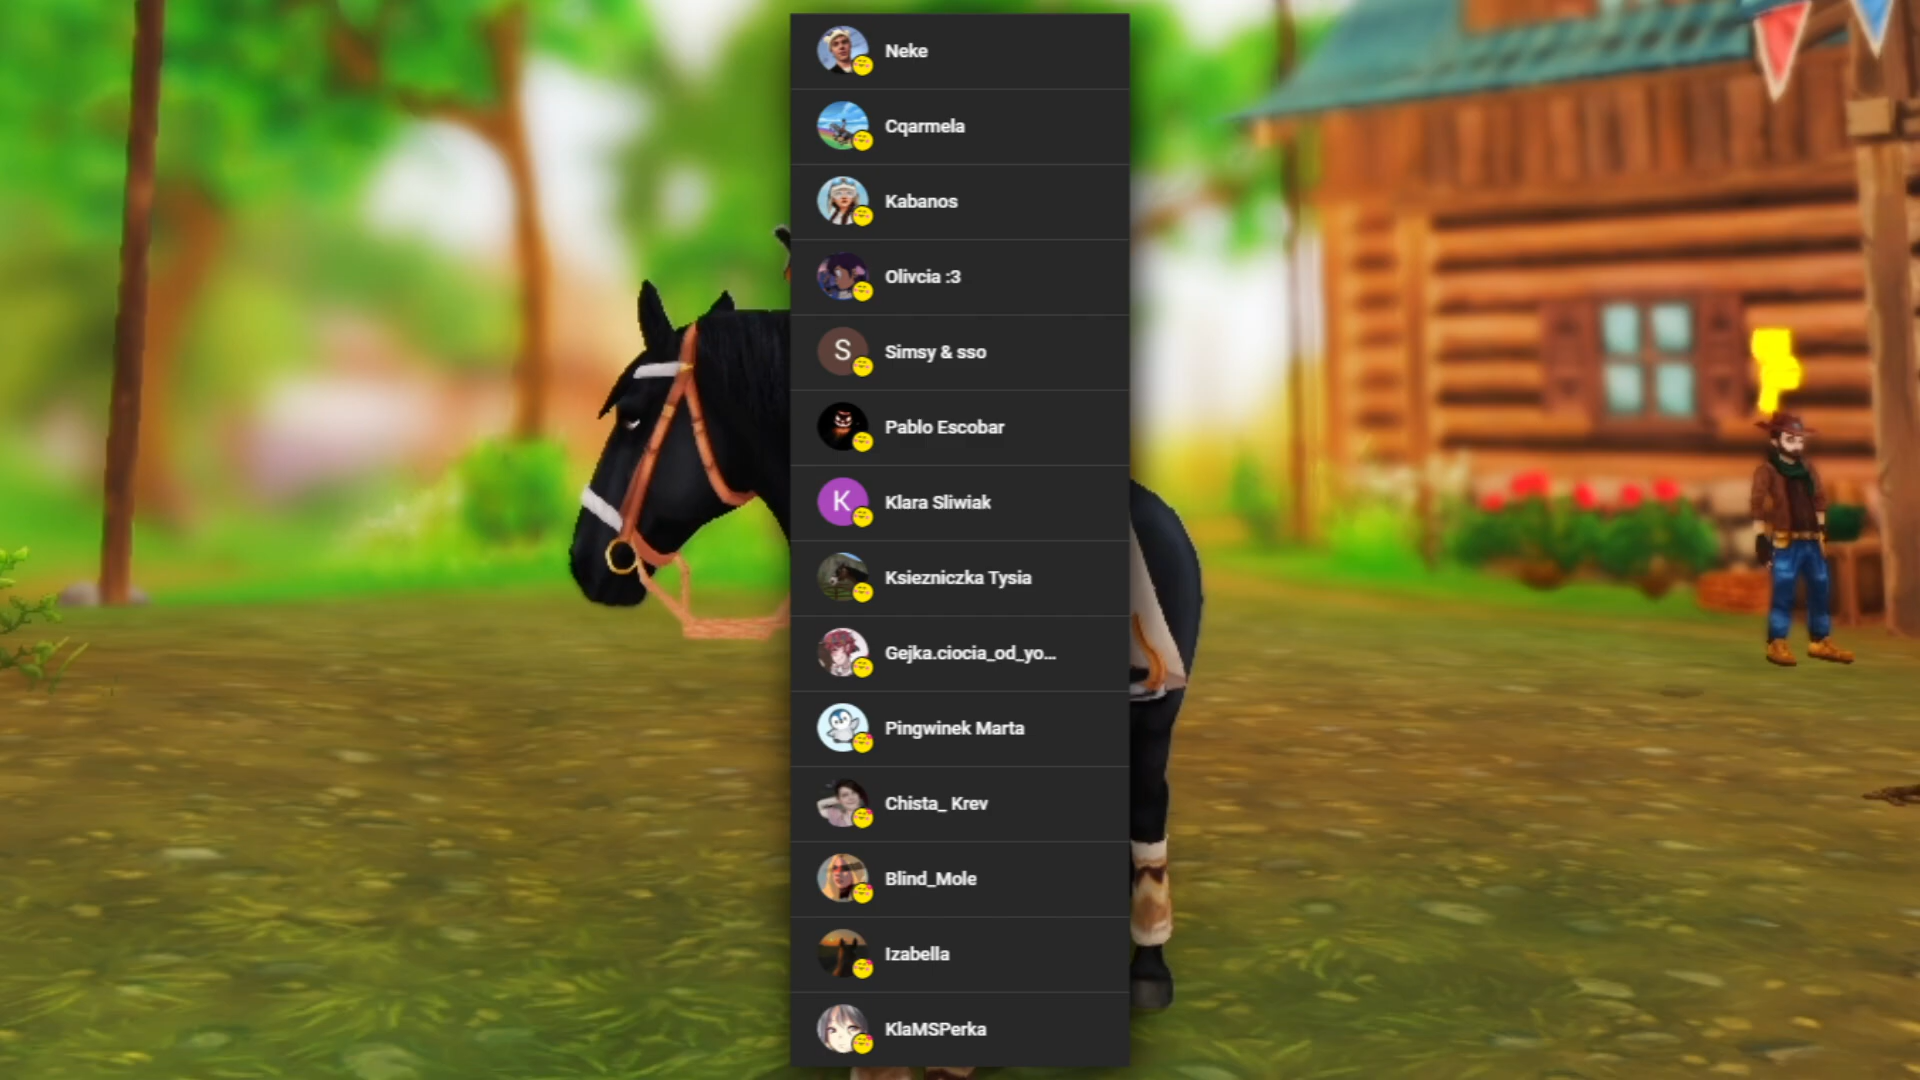 Neke
Cqarmela
Kabanos
Olivcia :3
S
Simsy & sso
Pablo Escobar
K
Klara Sliwiak
Ksiezniczka Tysia
Gejka.ciocia_od_yo...
Pingwinek Marta
Chista_ Krev
Blind_Mole
Izabella
KlaMSPerka